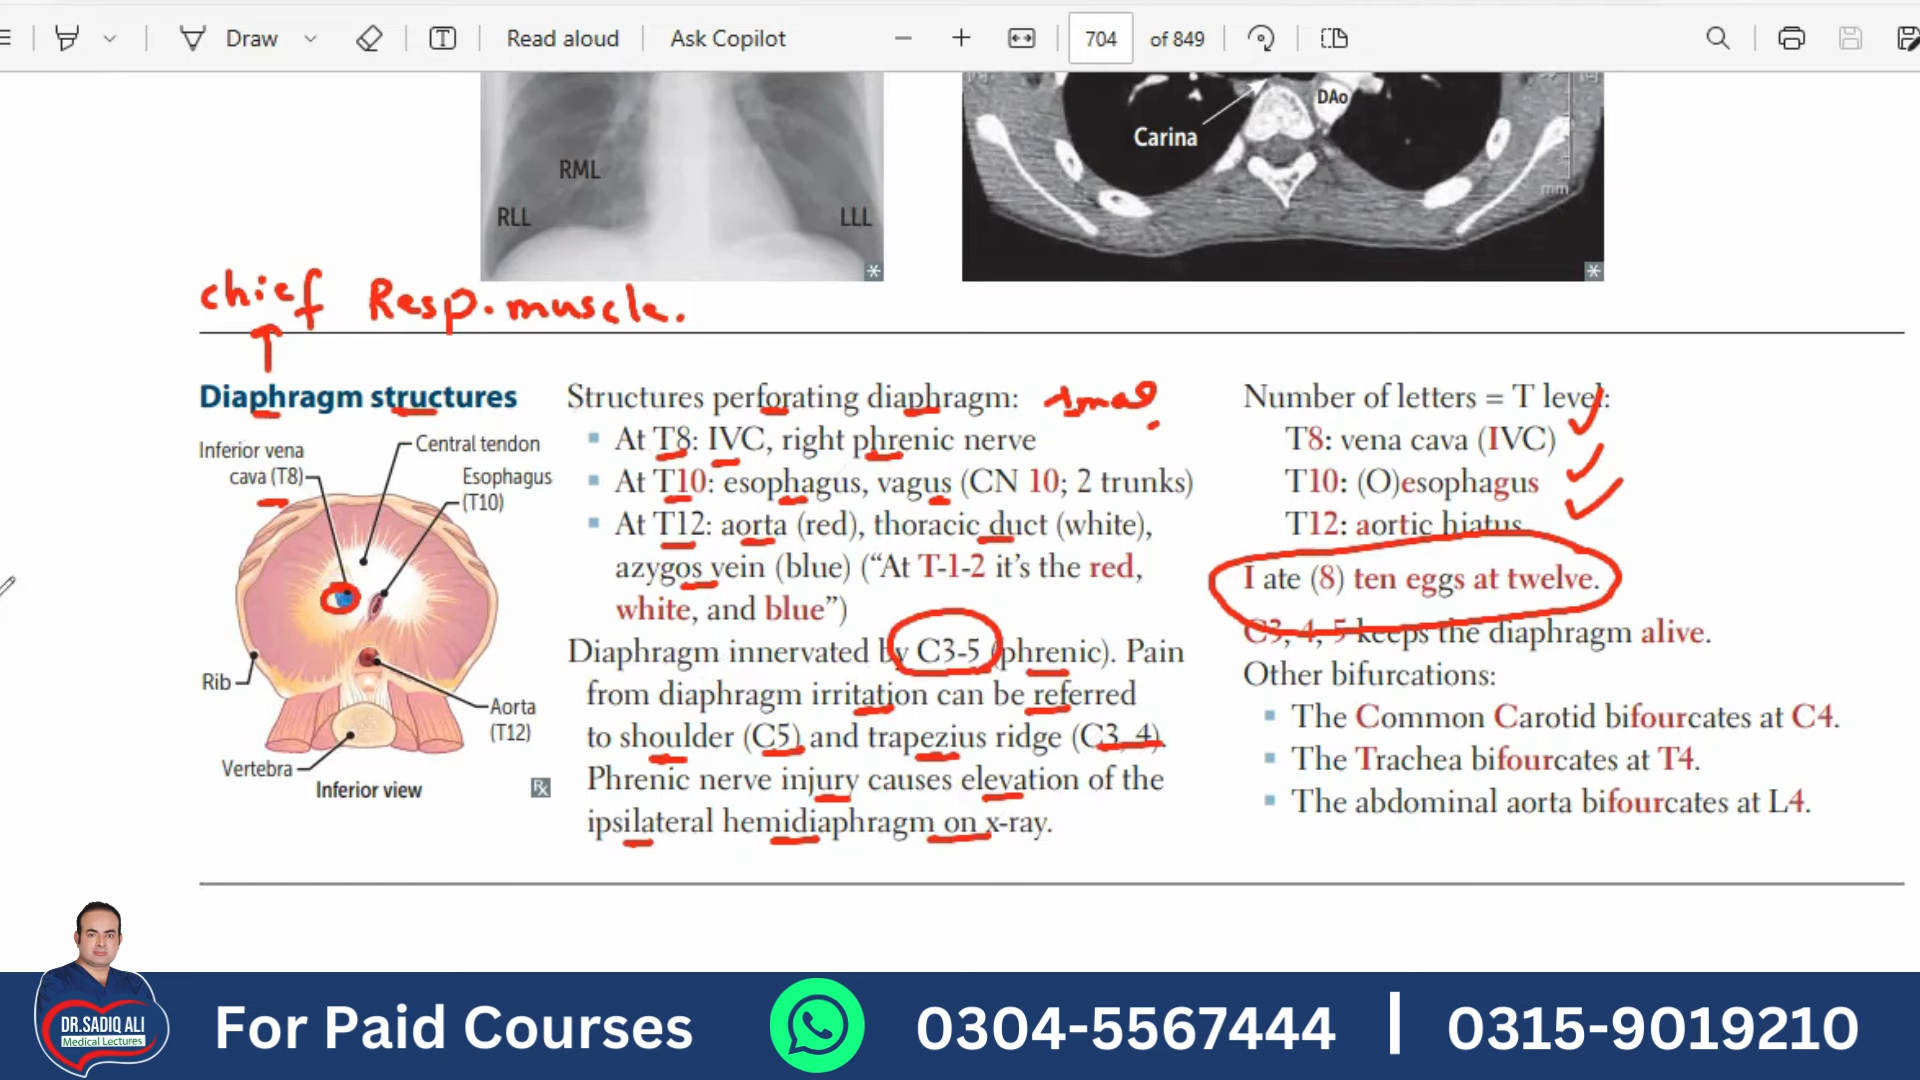 Draw
Read aloud
Ask Copilot
704
of 849
RML
RLL
LLL
Carina
DAo
mm
chief Resp. muscle.
Diaphragm structures
Inferior vena
cava (T8)
Central tendon
Esophagus
(T10)
Rib
Aorta
(T12)
Vertebra
Inferior view
Rx
Structures perforating diaphragm:
At T8: IVC, right phrenic nerve
At T10: esophagus, vagus (CN 10; 2 trunks)
At T12: aorta (red), thoracic duct (white),
azygos vein (blue) (“At T-1-2 it’s the red,
white, and blue”)
Diaphragm innervated by C3-5 (phrenic). Pain
from diaphragm irritation can be referred
to shoulder (C5) and trapezius ridge (C3, 4).
Phrenic nerve injury causes elevation of the
ipsilateral hemidiaphragm on x-ray.
Number of letters = T level:
T8: vena cava (IVC)
T10: (O)esophagus
T12: aortic hiatus
I ate (8) ten eggs at twelve.
C3, 4, 5 keeps the diaphragm alive.
Other bifurcations:
The Common Carotid bifourcates at C4.
The Trachea bifourcates at T4.
The abdominal aorta bifourcates at L4.
DR.SADIQ ALI
Medical Lectures
For Paid Courses
0304-5567444 | 0315-9019210